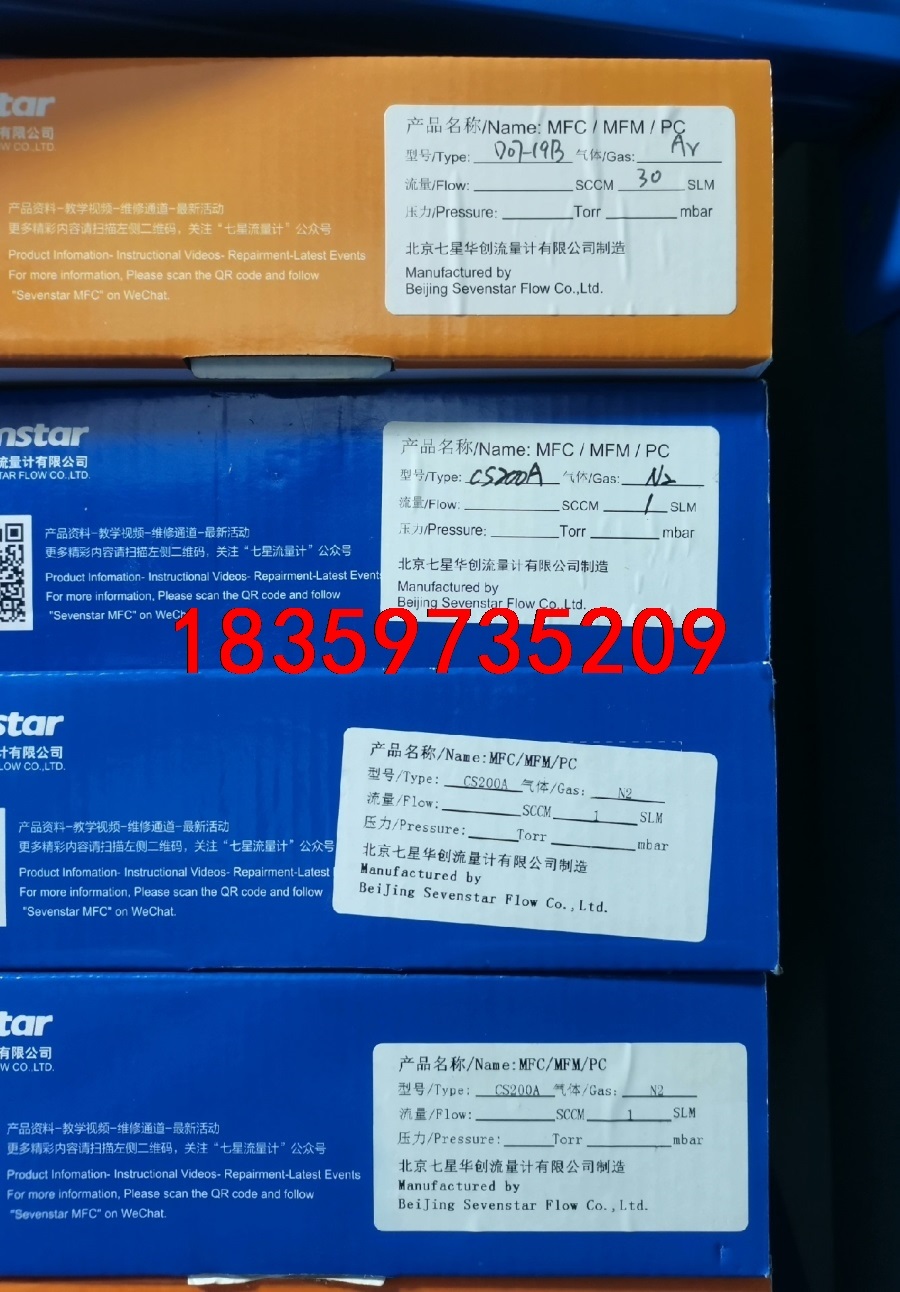 star
有限公司
W CO.,LTD.
产品资料-教学视频-维修通道-最新活动
更多精彩内容请扫描左侧二维码，关注“七星流量计”公众号
Product Infomation- Instructional Videos- Repairment-Latest Events
For more information, Please scan the QR code and follow
"Sevenstar MFC" on WeChat.
产品名称/Name: MFC / MFM / PC
型号/Type: D07-19B 气体/Gas: Ar
流量/Flow: ________ SCCM 30 SLM
压力/Pressure: ________ Torr ________ mbar
北京七星华创流量计有限公司制造
Manufactured by
Beijing Sevenstar Flow Co.,Ltd.
nstar
流量计有限公司
TAR FLOW CO.,LTD.
产品资料-教学视频-维修通道-最新活动
更多精彩内容请扫描左侧二维码，关注“七星流量计”公众号
Product Infomation- Instructional Videos- Repairment-Latest Events
For more information, Please scan the QR code and follow
"Sevenstar MFC" on WeChat
产品名称/Name: MFC / MFM / PC
型号/Type: CS200A 气体/Gas: N2
流量/Flow: ________ SCCM 1 SLM
压力/Pressure: ________ Torr ________ mbar
北京七星华创流量计有限公司制造
Manufactured by
Beijing Sevenstar Flow Co.,Ltd.
18359735209
star
计有限公司
LOW CO.,LTD.
产品资料-教学视频-维修通道-最新活动
更多精彩内容请扫描左侧二维码，关注“七星流量计”公众号
Product Infomation- Instructional Videos- Repairment-Latest
For more information, Please scan the QR code and follow
"Sevenstar MFC" on WeChat.
产品名称/Name:MFC/MFM/PC
型号/Type: CS200A 气体/Gas: N2
流量/Flow: ________ SCCM 1 SLM
压力/Pressure: ________ Torr ________ mbar
北京七星华创流量计有限公司制造
Manufactured by
BeiJing Sevenstar Flow Co.,Ltd.
tar
有限公司
W CO.,LTD.
产品资料-教学视频-维修通道-最新活动
更多精彩内容请扫描左侧二维码，关注“七星流量计”公众号
Product Infomation- Instructional Videos- Repairment-Latest Events
For more information, Please scan the QR code and follow
"Sevenstar MFC" on WeChat.
产品名称/Name:MFC/MFM/PC
型号/Type: CS200A 气体/Gas: N2
流量/Flow: ________ SCCM 1 SLM
压力/Pressure: ________ Torr ________ mbar
北京七星华创流量计有限公司制造
Manufactured by
BeiJing Sevenstar Flow Co.,Ltd.